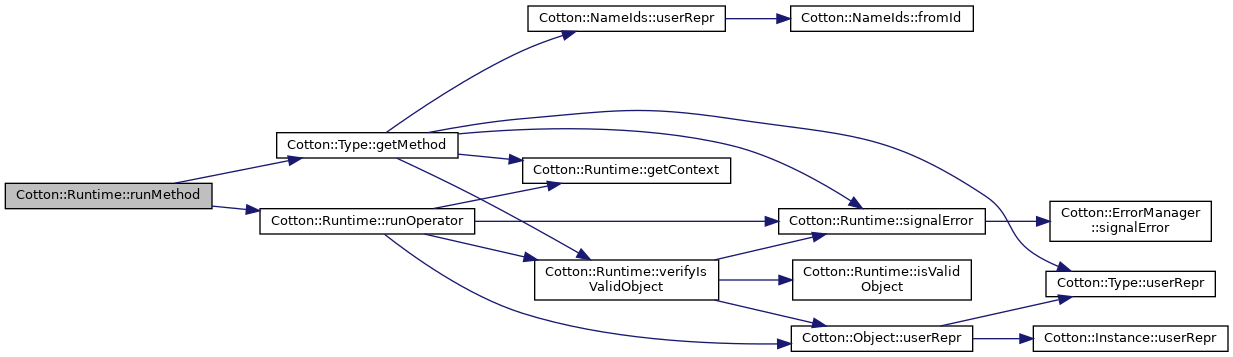 Cotton::NameIds::userRepr
Cotton::NameIds::fromId
Cotton::Type::getMethod
Cotton::Runtime::getContext
Cotton::Runtime::runMethod
Cotton::Runtime::runOperator
Cotton::Runtime::signalError
Cotton::ErrorManager
::signalError
Cotton::Runtime::verifyIs
ValidObject
Cotton::Runtime::isValid
Object
Cotton::Type::userRepr
Cotton::Object::userRepr
Cotton::Instance::userRepr